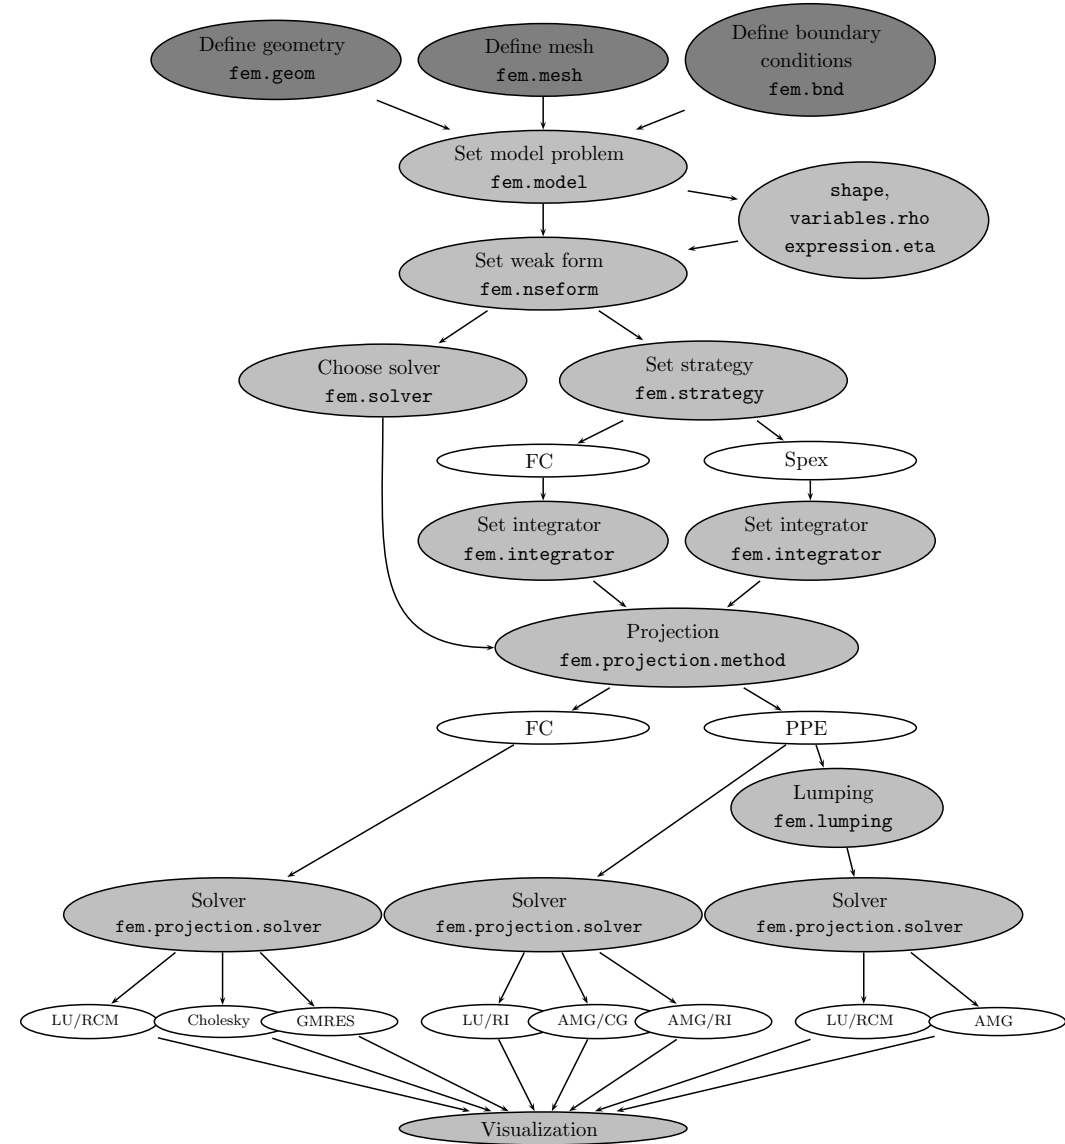 Define geometry
fem.geom
Define mesh
fem.mesh
Define boundary
conditions
fem.bnd
Set model problem
fem.model
shape,
variables.rho
expression.eta
Set weak form
fem.nseform
Choose solver
fem.solver
Set strategy
fem.strategy
FC
Spex
Set integrator
fem.integrator
Set integrator
fem.integrator
Projection
fem.projection.method
FC
PPE
Lumping
fem.lumping
Solver
fem.projection.solver
Solver
fem.projection.solver
Solver
fem.projection.solver
LU/RCM
Cholesky
GMRES
LU/RI
AMG/CG
AMG/RI
LU/RCM
AMG
Visualization